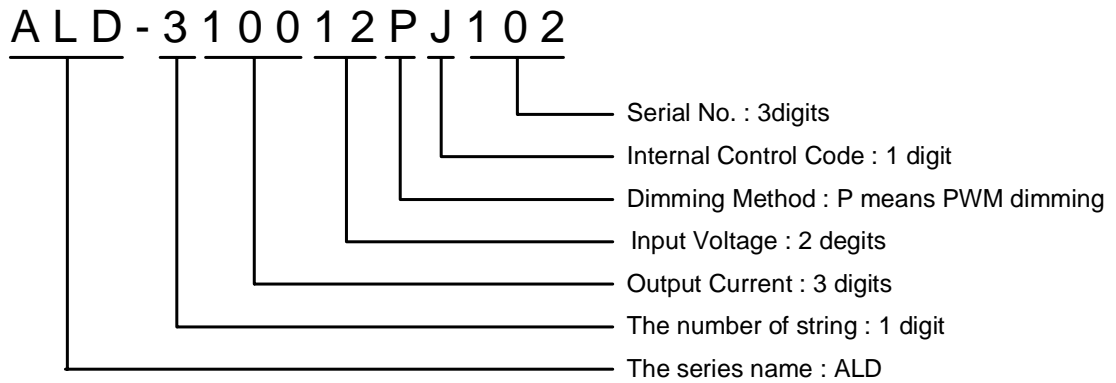 ALD-310012PJ102
Serial No. : 3digits
Internal Control Code : 1 digit
Dimming Method : P means PWM dimming
Input Voltage : 2 degits
Output Current : 3 digits
The number of string : 1 digit
The series name : ALD